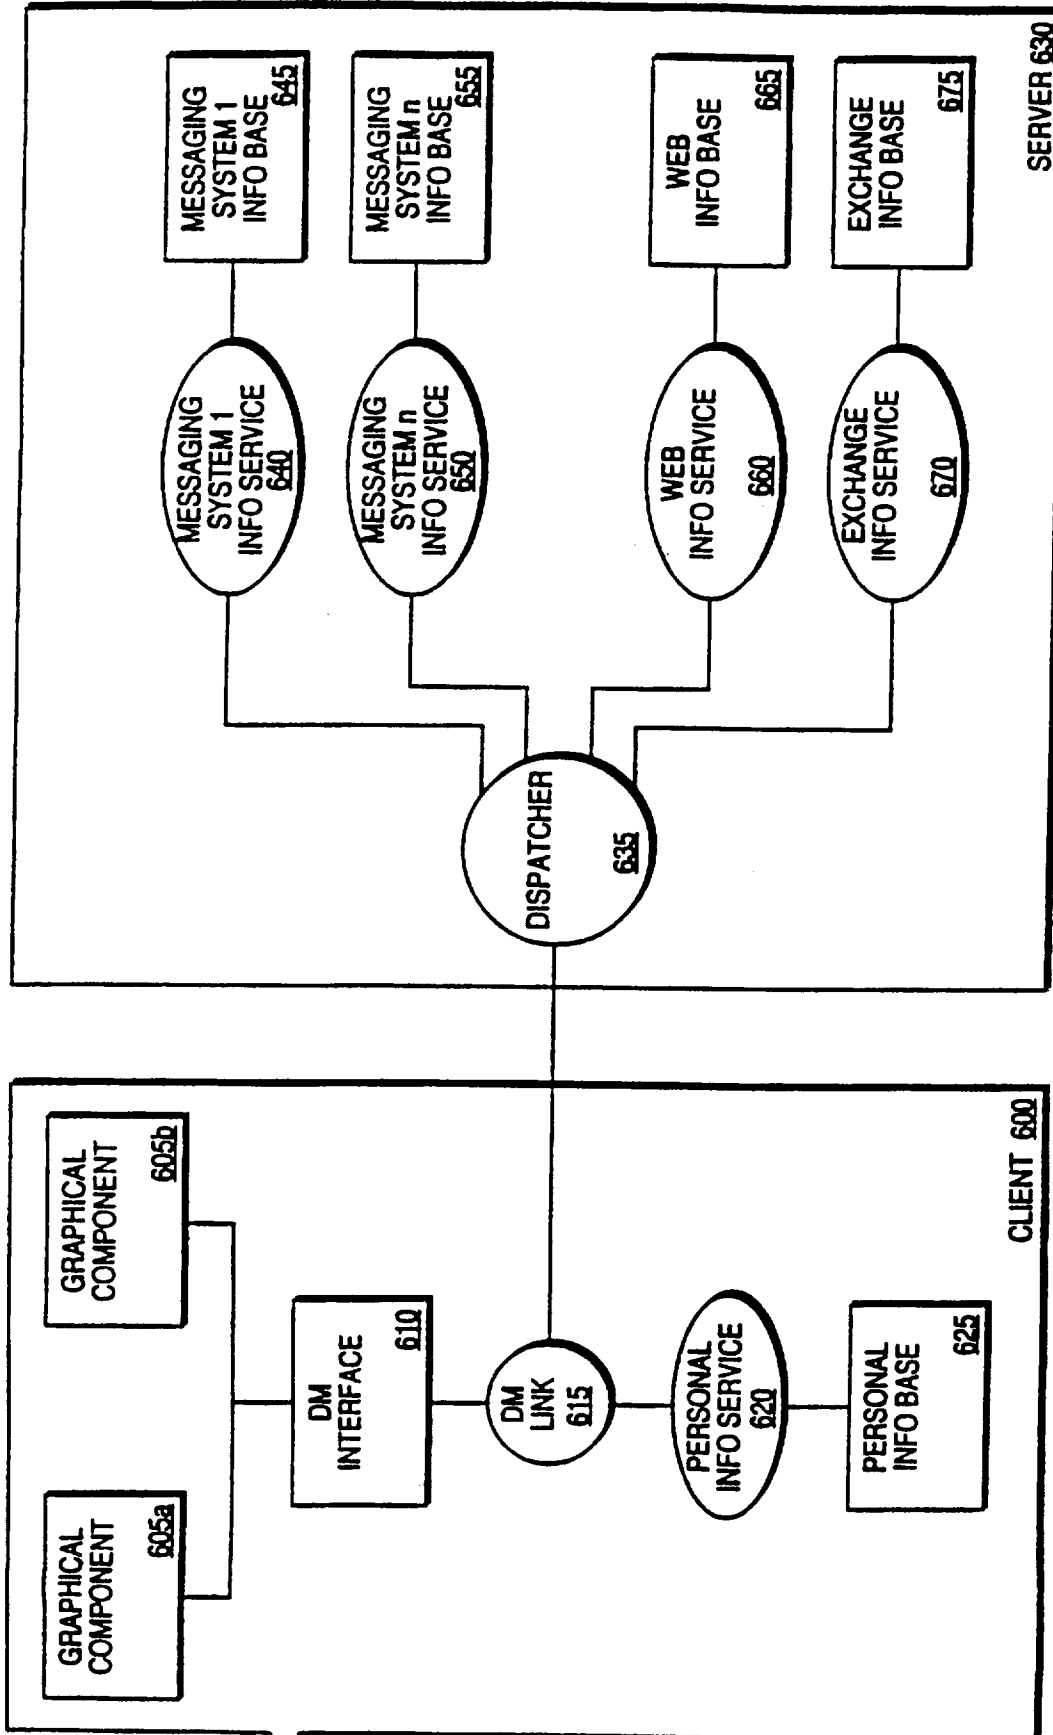 GRAPHICAL
COMPONENT
605a
GRAPHICAL
COMPONENT
605b
DM
INTERFACE
610
DM
LINK
615
PERSONAL
INFO SERVICE
620
PERSONAL
INFO BASE
625
CLIENT 600
DISPATCHER
635
MESSAGING
SYSTEM 1
INFO SERVICE
640
MESSAGING
SYSTEM 1
INFO BASE
645
MESSAGING
SYSTEM n
INFO SERVICE
650
MESSAGING
SYSTEM n
INFO BASE
655
WEB
INFO SERVICE
660
WEB
INFO BASE
665
EXCHANGE
INFO SERVICE
670
EXCHANGE
INFO BASE
675
SERVER 630